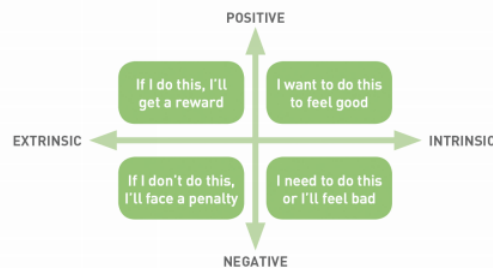 POSITIVE
If I do this, I'll
get a reward
I want to do this
to feel good
EXTRINSIC
INTRINSIC
If I don't do this,
I'll face a penalty
I need to do this
or I'll feel bad
NEGATIVE